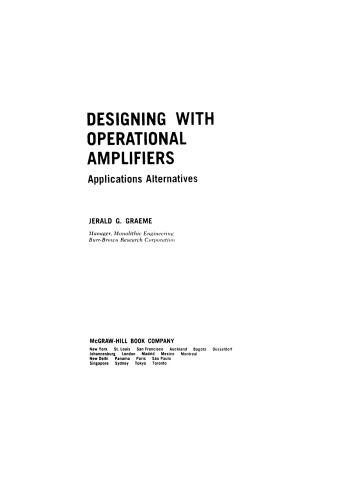 DESIGNING WITH
OPERATIONAL
AMPLIFIERS
Applications Alternatives
JERALD G. GRAEME
Manager, Monolithic Engineering
Burr-Brown Research Corporation
McGRAW-HILL BOOK COMPANY
New York St. Louis San Francisco Auckland Bogotá Düsseldorf
Johannesburg London Madrid Mexico Montreal
New Delhi Panama Paris São Paulo
Singapore Sydney Tokyo Toronto